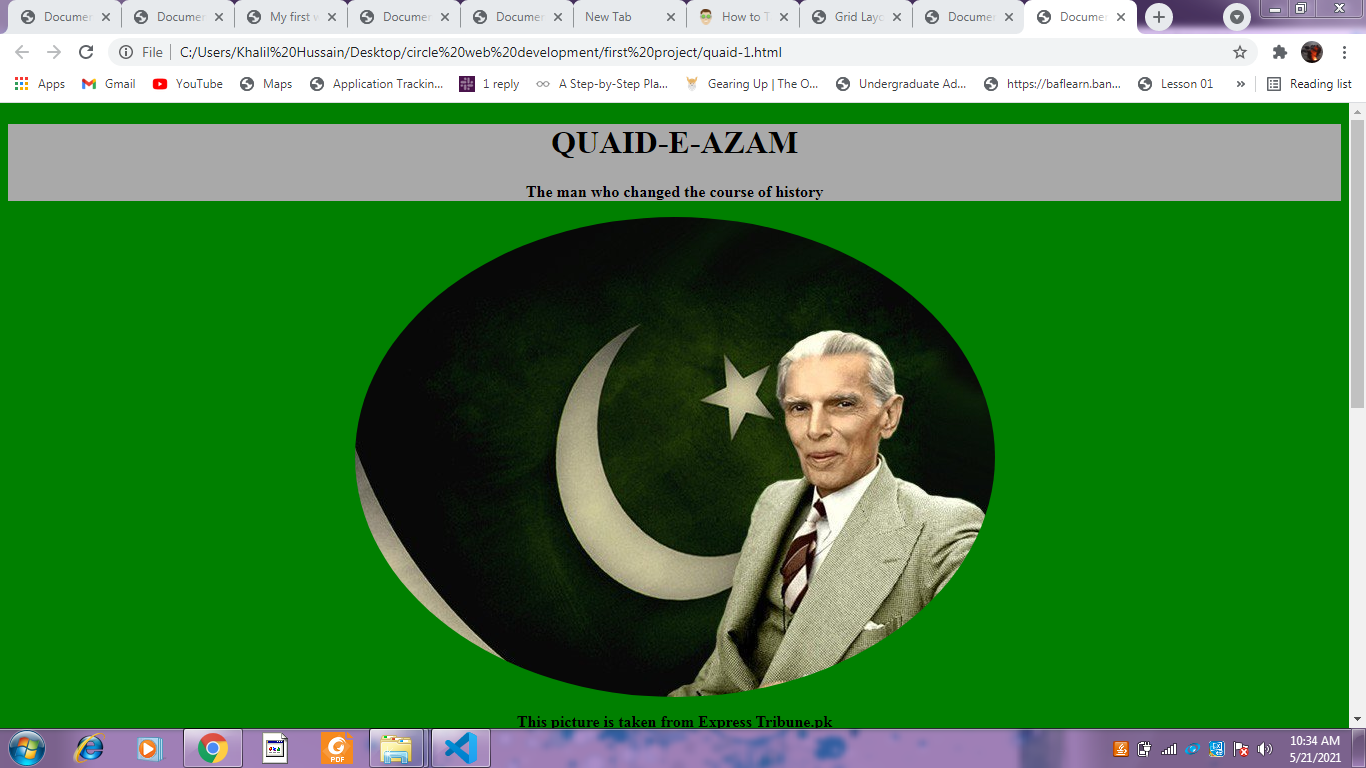 Documen
Documen
My first w
Documen
Documen
New Tab
How to T
Grid Layo
Documen
Documen
File
C:/Users/Khalil%20Hussain/Desktop/circle%20web%20development/first%20project/quaid-1.html
Apps
Gmail
YouTube
Maps
Application Trackin...
1 reply
A Step-by-Step Pla...
Gearing Up | The O...
Undergraduate Ad...
https://baflearn.ban...
Lesson 01
»
Reading list
QUAID-E-AZAM
The man who changed the course of history
This picture is taken from Express Tribune.pk
PDF
10:34 AM
5/21/2021